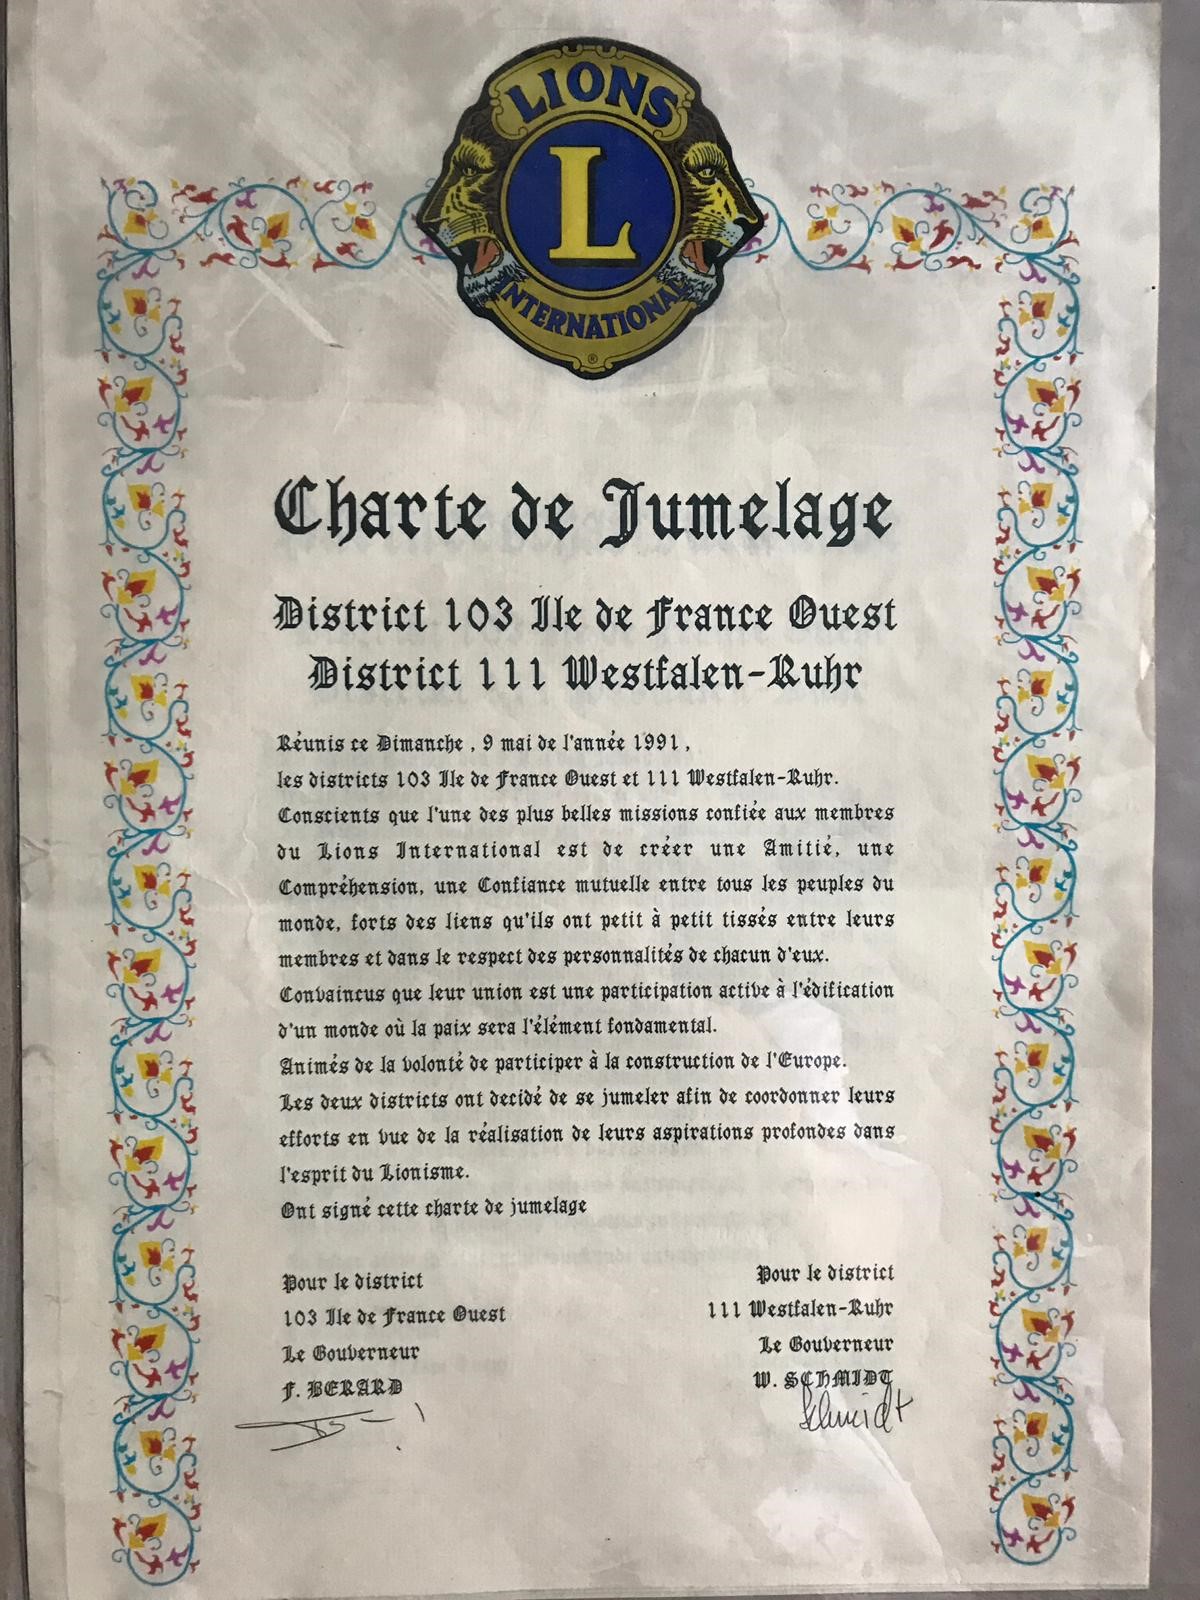 LIONS
L
INTERNATIONAL
®
Charte de Jumelage
District 103 Ile de France Ouest
District 111 Westfalen-Ruhr
Réunis ce Dimanche , 9 mai de l'année 1991 ,
les districts 103 Ile de France Ouest et 111 Westfalen-Ruhr.
Conscients que l'une des plus belles missions confiée aux membres
du Lions International est de créer une Amitié, une
Compréhension, une Confiance mutuelle entre tous les peuples du
monde, forts des liens qu'ils ont petit à petit tissés entre leurs
membres et dans le respect des personnalités de chacun d'eux.
Convaincus que leur union est une participation active à l'édification
d'un monde où la paix sera l'élément fondamental.
Animés de la volonté de participer à la construction de l'Europe.
Les deux districts ont decidé de se jumeler afin de coordonner leurs
efforts en vue de la réalisation de leurs aspirations profondes dans
l'esprit du Lionisme.
Ont signé cette charte de jumelage
Pour le district
103 Ile de France Ouest
Le Gouverneur
F. BERARD
Pour le district
111 Westfalen-Ruhr
Le Gouverneur
W. SCHMIDT
Schmidt